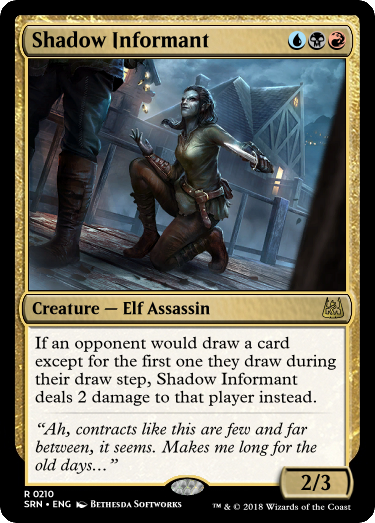 Shadow Informant
Creature — Elf Assassin
If an opponent would draw a card
except for the first one they draw during
their draw step, Shadow Informant
deals 2 damage to that player instead.
“Ah, contracts like this are few and far
between, it seems. Makes me long for the
old days…”
2/3
R 0210
SRN • ENG Bethesda Softworks
™ & © 2018 Wizards of the Coast